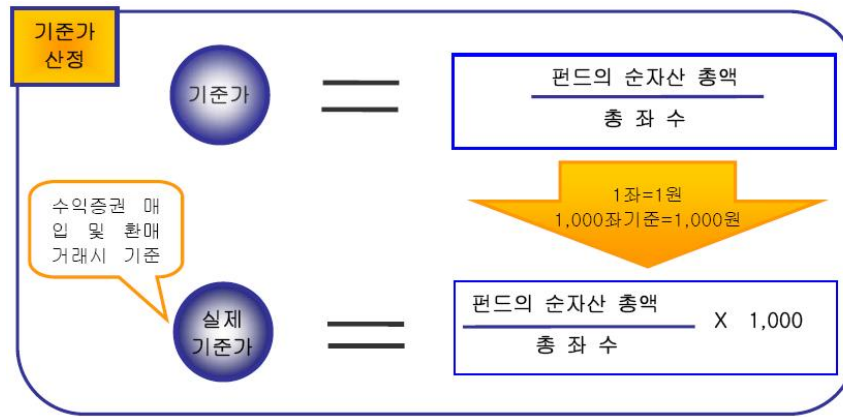 기준가
산정
기준가
펀드의 순자산 총액
총 좌 수
1좌=1원
1,000좌기준=1,000원
수익증권 매
입 및 환매
거래시 기준
실제
기준가
펀드의 순자산 총액
X 1,000
총 좌 수